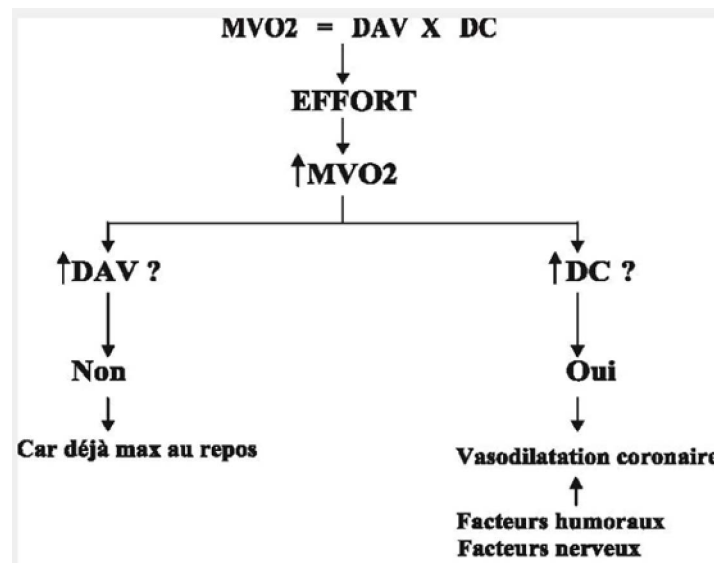 MVO2 = DAV X DC
EFFORT
↑MVO2
↑DAV ?
↑DC ?
Non
Oui
Car déjà max au repos
Vasodilatation coronaire
Facteurs humoraux
Facteurs nerveux